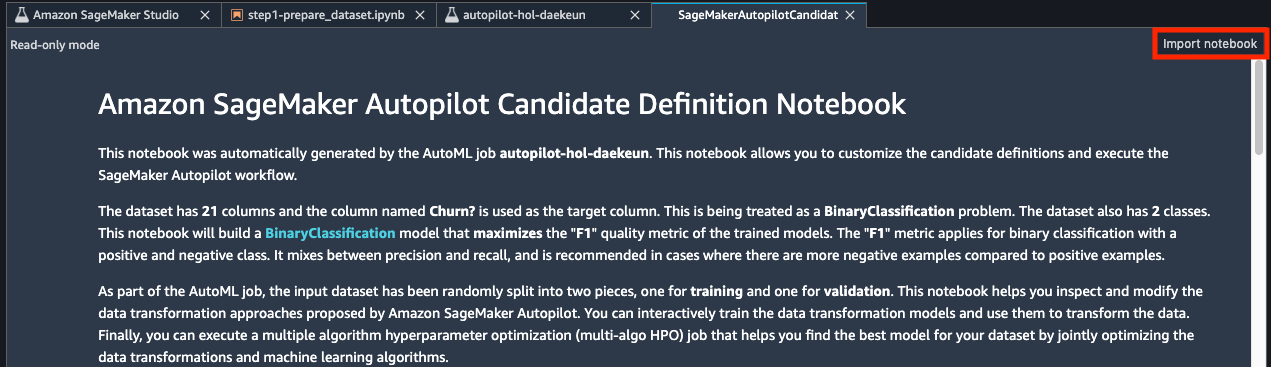 Amazon SageMaker Studio
step1-prepare_dataset.ipynb
autopilot-hol-daekeun
SageMakerAutopilotCandidat
Read-only mode
Import notebook
Amazon SageMaker Autopilot Candidate Definition Notebook
This notebook was automatically generated by the AutoML job autopilot-hol-daekeun. This notebook allows you to customize the candidate definitions and execute the
SageMaker Autopilot workflow.
The dataset has 21 columns and the column named Churn? is used as the target column. This is being treated as a BinaryClassification problem. The dataset also has 2 classes.
This notebook will build a BinaryClassification model that maximizes the "F1" quality metric of the trained models. The "F1" metric applies for binary classification with a
positive and negative class. It mixes between precision and recall, and is recommended in cases where there are more negative examples compared to positive examples.
As part of the AutoML job, the input dataset has been randomly split into two pieces, one for training and one for validation. This notebook helps you inspect and modify the
data transformation approaches proposed by Amazon SageMaker Autopilot. You can interactively train the data transformation models and use them to transform the data.
Finally, you can execute a multiple algorithm hyperparameter optimization (multi-algo HPO) job that helps you find the best model for your dataset by jointly optimizing the
data transformations and machine learning algorithms.